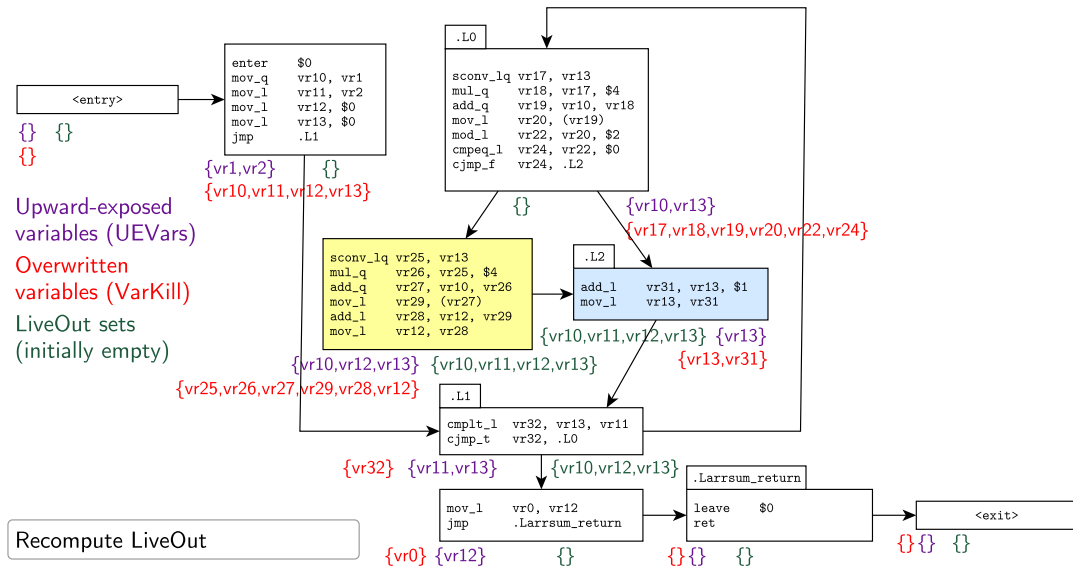 <entry>
{} {}
{}
enter $0
mov_q vr10, vr1
mov_l vr11, vr2
mov_l vr12, $0
mov_l vr13, $0
jmp .L1
{vr1,vr2} {}
{vr10,vr11,vr12,vr13}
.L0
sconv_lq vr17, vr13
mul_q vr18, vr17, $4
add_q vr19, vr10, vr18
mov_l vr20, (vr19)
mod_l vr22, vr20, $2
cmpeq_l vr24, vr22, $0
cjmp_f vr24, .L2
{} {vr10,vr13}
{vr17,vr18,vr19,vr20,vr22,vr24}
Upward-exposed
variables (UEVars)
Overwritten
variables (VarKill)
LiveOut sets
(initially empty)
sconv_lq vr25, vr13
mul_q vr26, vr25, $4
add_q vr27, vr10, vr26
mov_l vr29, (vr27)
add_l vr28, vr12, vr29
mov_l vr12, vr28
{vr10,vr12,vr13} {vr10,vr11,vr12,vr13}
{vr25,vr26,vr27,vr29,vr28,vr12}
.L2
add_l vr31, vr13, $1
mov_l vr13, vr31
{vr10,vr11,vr12,vr13} {vr13}
{vr13,vr31}
.L1
cmplt_l vr32, vr13, vr11
cjmp_t vr32, .L0
{vr32} {vr11,vr13} {vr10,vr12,vr13}
mov_l vr0, vr12
jmp .Larrsum_return
{vr0} {vr12} {}
.Larrsum_return
leave $0
ret
{} {} {}
<exit>
{} {} {}
Recompute LiveOut